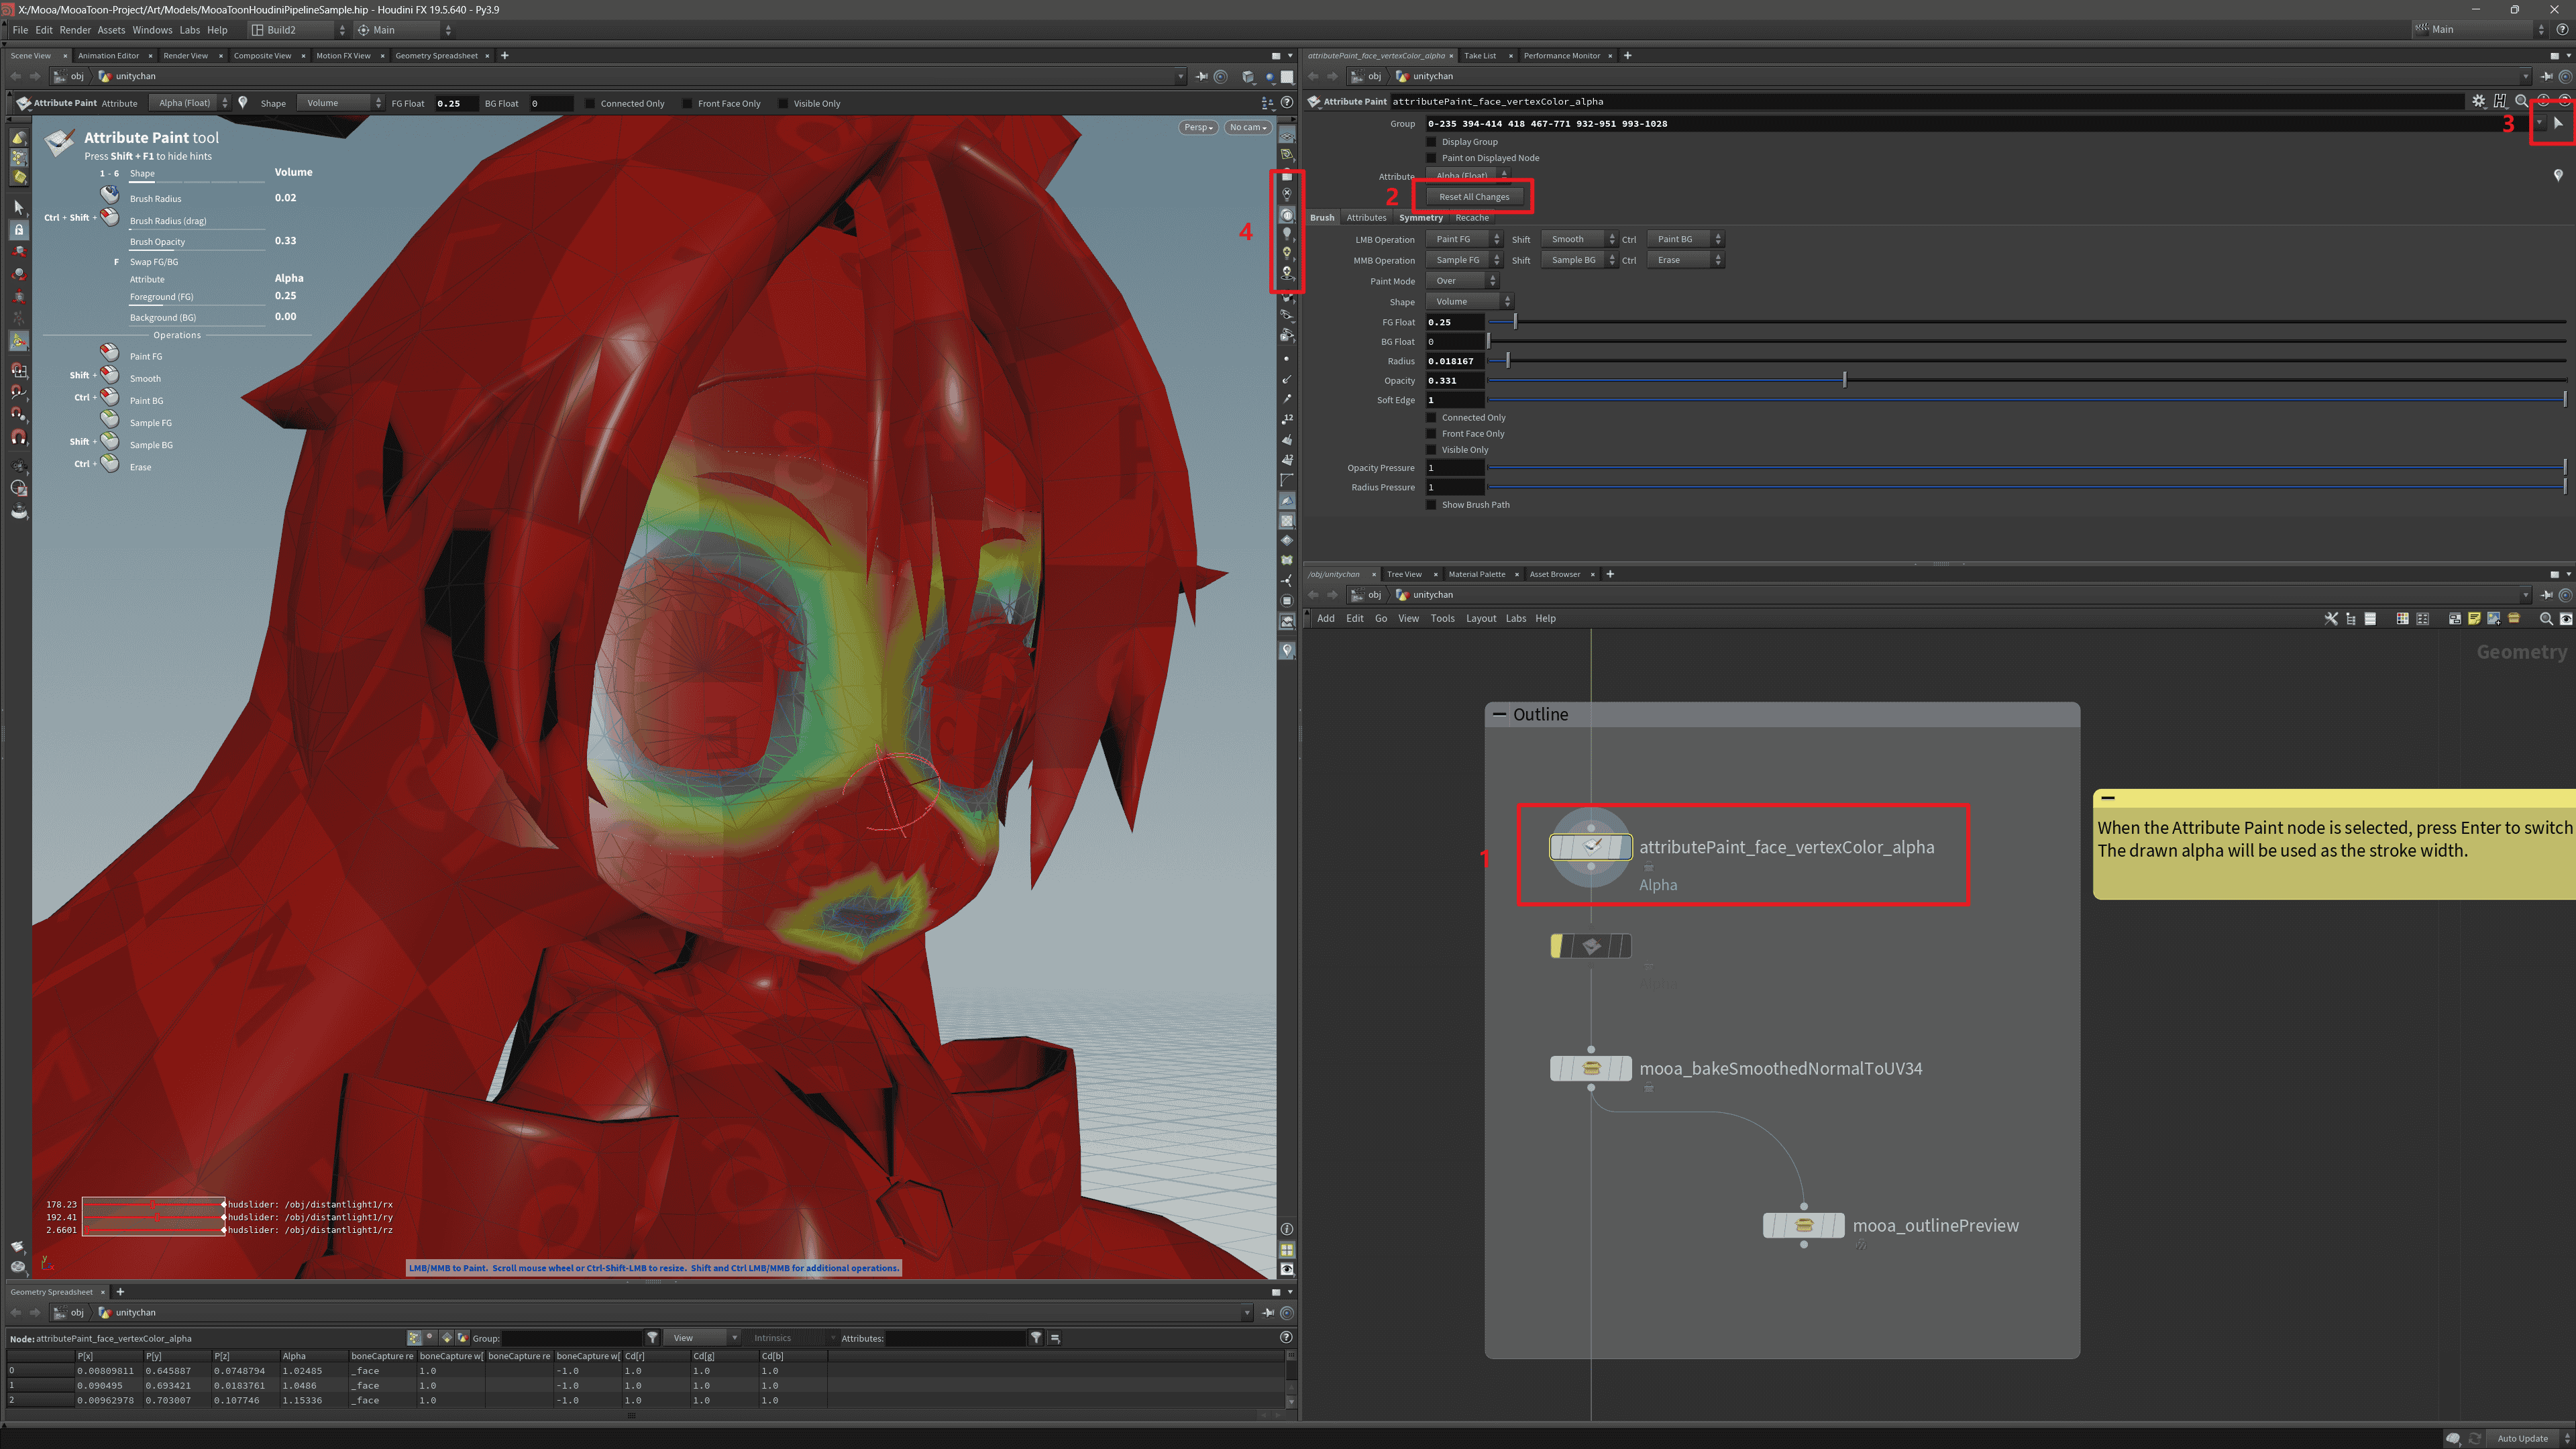 X:/Mooa/MooaToon-Project/Art/Models/MooaToonHoudiniPipelineSample.hip - Houdini FX 19.5.640 - Py3.9
File Edit Render Assets Windows Labs Help Build2 Main
Main
Scene View Animation Editor Render View Composite View Motion FX View Geometry Spreadsheet
obj unitychan
Attribute Paint Attribute Alpha (Float) Shape Volume FG Float 0.25 BG Float 0 Connected Only Front Face Only Visible Only
Attribute Paint tool
Press Shift + F1 to hide hints
1 - 6 Shape Volume
Brush Radius 0.02
Ctrl + Shift + Brush Radius (drag)
Brush Opacity 0.33
F Swap FG/BG
Attribute Alpha
Foreground (FG) 0.25
Background (BG) 0.00
Operations
Paint FG
Shift + Smooth
Ctrl + Paint BG
Sample FG
Shift + Sample BG
Ctrl + Erase
Persp No cam
4
178.23 hudslider: /obj/distantlight1/rx
192.41 hudslider: /obj/distantlight1/ry
2.6601 hudslider: /obj/distantlight1/rz
LMB/MMB to Paint. Scroll mouse wheel or Ctrl-Shift-LMB to resize. Shift and Ctrl LMB/MMB for additional operations.
Geometry Spreadsheet
obj unitychan
Node: attributePaint_face_vertexColor_alpha Group: View Intrinsics Attributes:
P[x] P[y] P[z] Alpha boneCapture re boneCapture w[ boneCapture re boneCapture w[ Cd[r] Cd[g] Cd[b]
0 0.00809811 0.645887 0.0748794 1.02485 _face 1.0 -1.0 1.0 1.0 1.0
1 0.090495 0.693421 0.0183761 1.0486 _face 1.0 -1.0 1.0 1.0 1.0
2 0.00962978 0.703007 0.107746 1.15336 _face 1.0 -1.0 1.0 1.0 1.0
attributePaint_face_vertexColor_alpha Take List Performance Monitor
obj unitychan
Attribute Paint attributePaint_face_vertexColor_alpha
Group 0-235 394-414 418 467-771 932-951 993-1028
3
Display Group
Paint on Displayed Node
Attribute Alpha (Float)
2 Reset All Changes
Brush Attributes Symmetry Recache
LMB Operation Paint FG Shift Smooth Ctrl Paint BG
MMB Operation Sample FG Shift Sample BG Ctrl Erase
Paint Mode Over
Shape Volume
FG Float 0.25
BG Float 0
Radius 0.018167
Opacity 0.331
Soft Edge 1
Connected Only
Front Face Only
Visible Only
Opacity Pressure 1
Radius Pressure 1
Show Brush Path
/obj/unitychan Tree View Material Palette Asset Browser
obj unitychan
Add Edit Go View Tools Layout Labs Help
Geometry
Outline
1
attributePaint_face_vertexColor_alpha
Alpha
When the Attribute Paint node is selected, press Enter to switch
The drawn alpha will be used as the stroke width.
mooa_bakeSmoothedNormalToUV34
mooa_outlinePreview
Auto Update